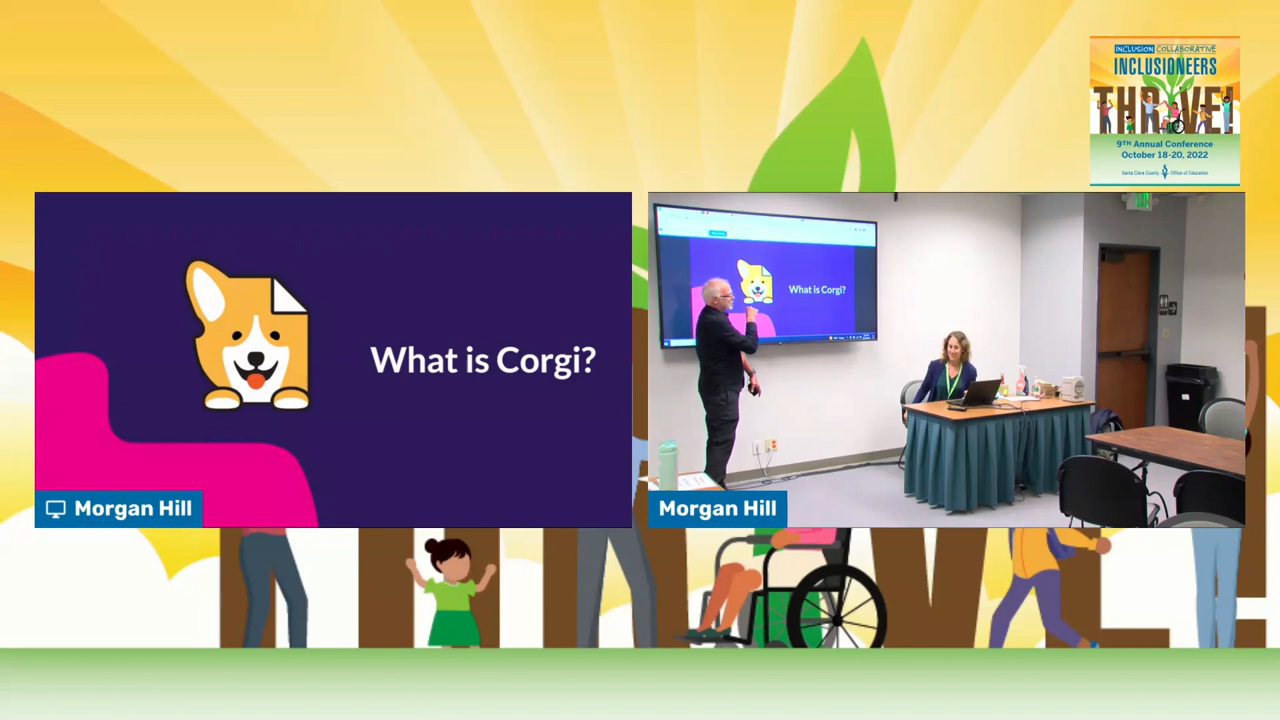 INCLUSION COLLABORATIVE
INCLUSIONEERS
THRIVE!
9TH Annual Conference
October 18-20, 2022
Santa Clara County Office of Education
What is Corgi?
Morgan Hill
What is Corgi?
Morgan Hill